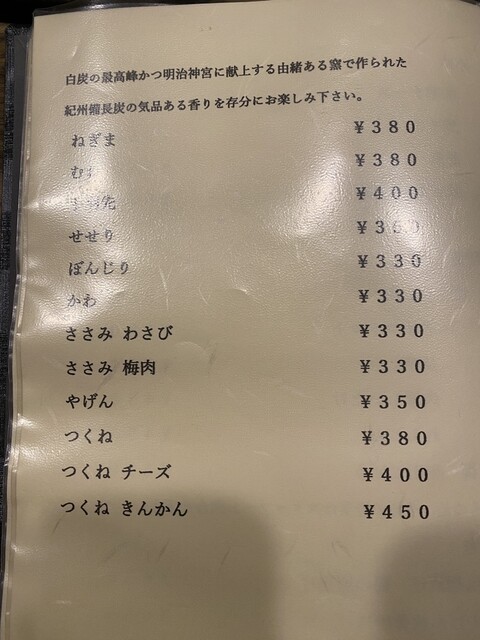 白炭の最高峰かつ明治神宮に献上する由緒ある窯で作られた
紀州備長炭の気品ある香りを存分にお楽しみ下さい。
ねぎま ¥380
¥380
¥400
せせり
ぼんじり ¥330
かわ ¥330
ささみ わさび ¥330
ささみ 梅肉 ¥330
やげん ¥350
つくね ¥380
つくね チーズ ¥400
つくね きんかん ¥450